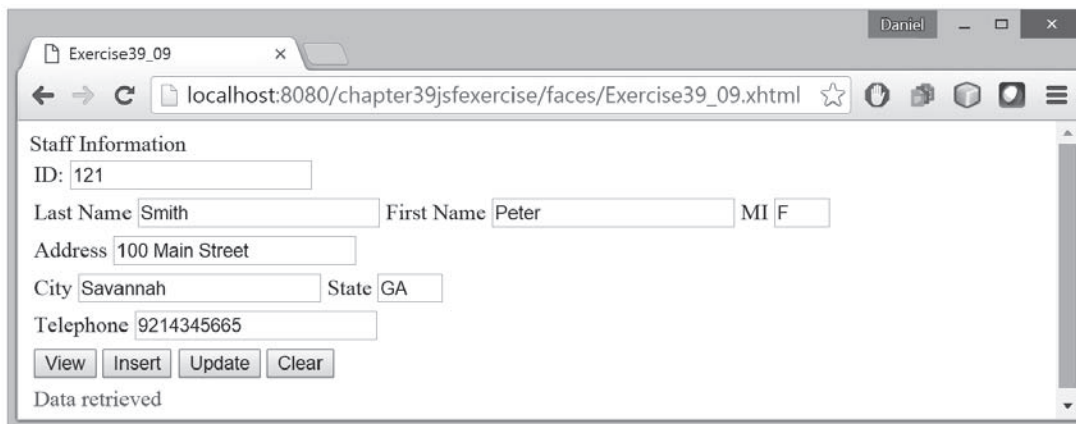 Daniel
Exercise39_09
localhost:8080/chapter39jsfexercise/faces/Exercise39_09.xhtml
Staff Information
ID: 121
Last Name Smith First Name Peter MI F
Address 100 Main Street
City Savannah State GA
Telephone 9214345665
View Insert Update Clear
Data retrieved